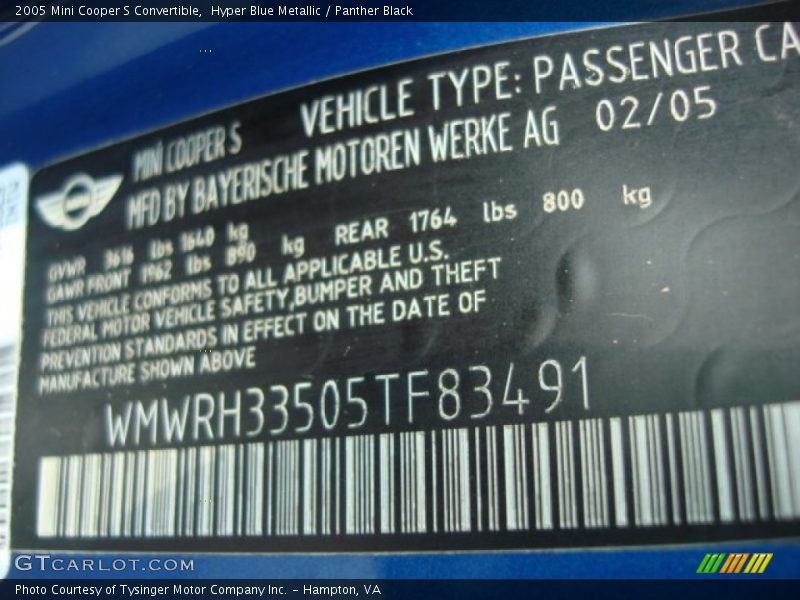 2005 Mini Cooper S Convertible,  Hyper Blue Metallic / Panther Black
MINI COOPER S VEHICLE TYPE: PASSENGER CA
MFD BY BAYERISCHE MOTOREN WERKE AG 02/05
GVWR 3616 lbs 1640 kg
GAWR FRONT 1962 lbs 890 kg REAR 1764 lbs 800 kg
THIS VEHICLE CONFORMS TO ALL APPLICABLE U.S.
FEDERAL MOTOR VEHICLE SAFETY,BUMPER AND THEFT
PREVENTION STANDARDS IN EFFECT ON THE DATE OF
MANUFACTURE SHOWN ABOVE
WMWRH33505TF83491
GTCARLOT.COM
Photo Courtesy of Tysinger Motor Company Inc. - Hampton, VA